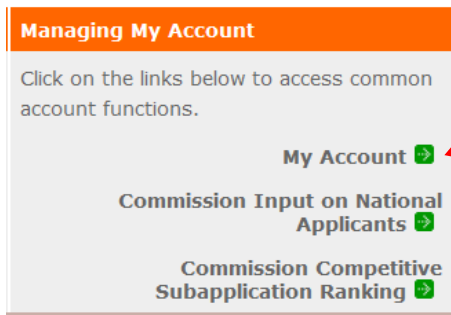 Managing My Account
Click on the links below to access common
account functions.
My Account
Commission Input on National
Applicants
Commission Competitive
Subapplication Ranking